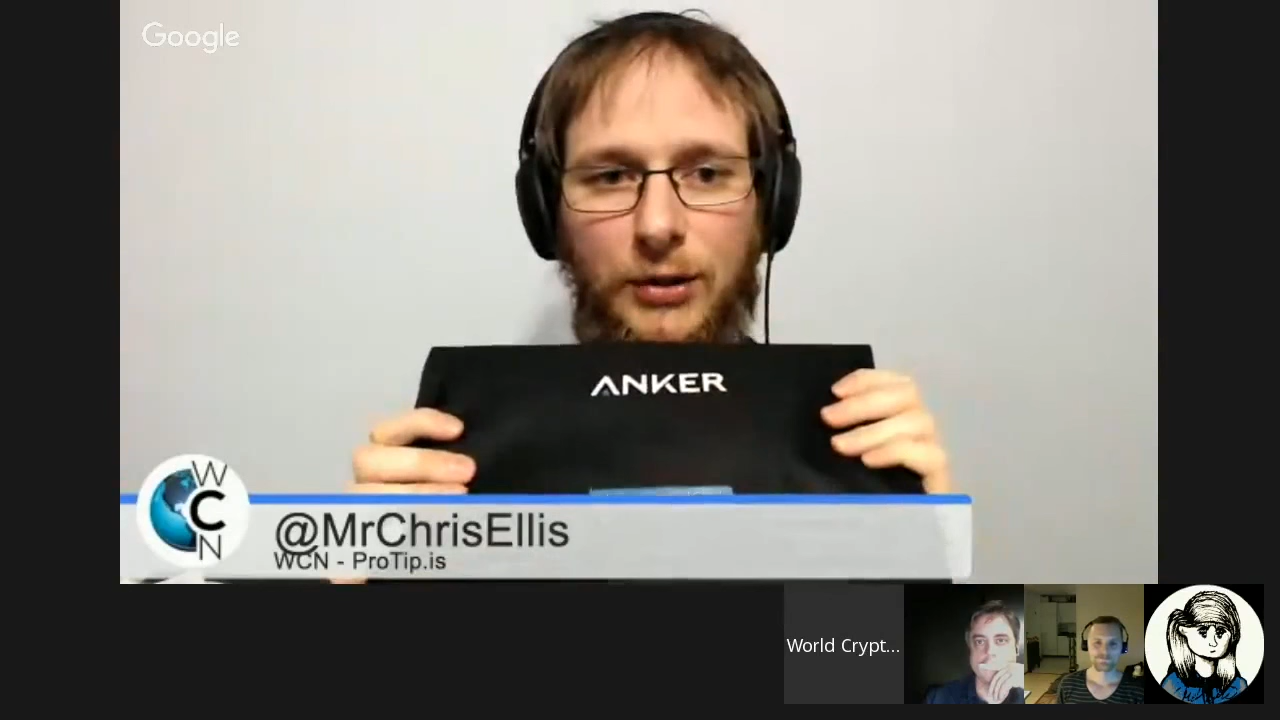 Google
ANKER
W
C
N
@MrChrisEllis
WCN - ProTip.is
World Crypt...